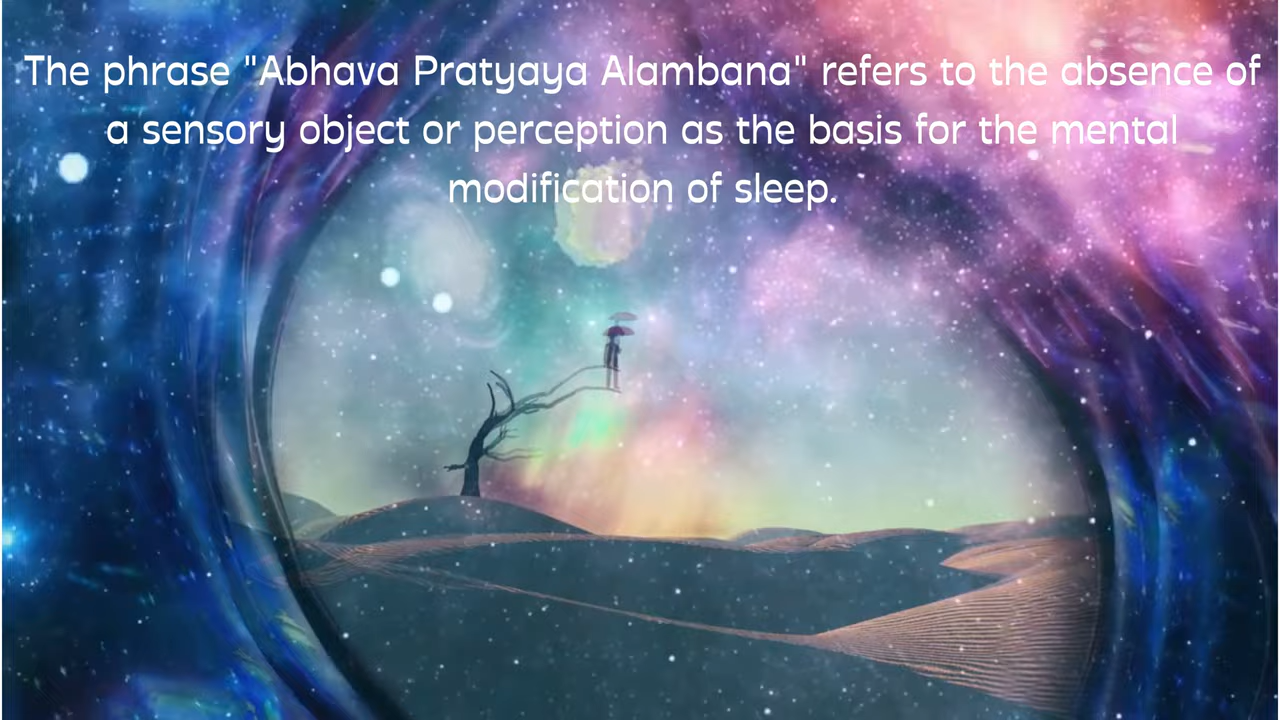 The phrase "Abhava Pratyaya Alambana" refers to the absence of
a sensory object or perception as the basis for the mental
modification of sleep.